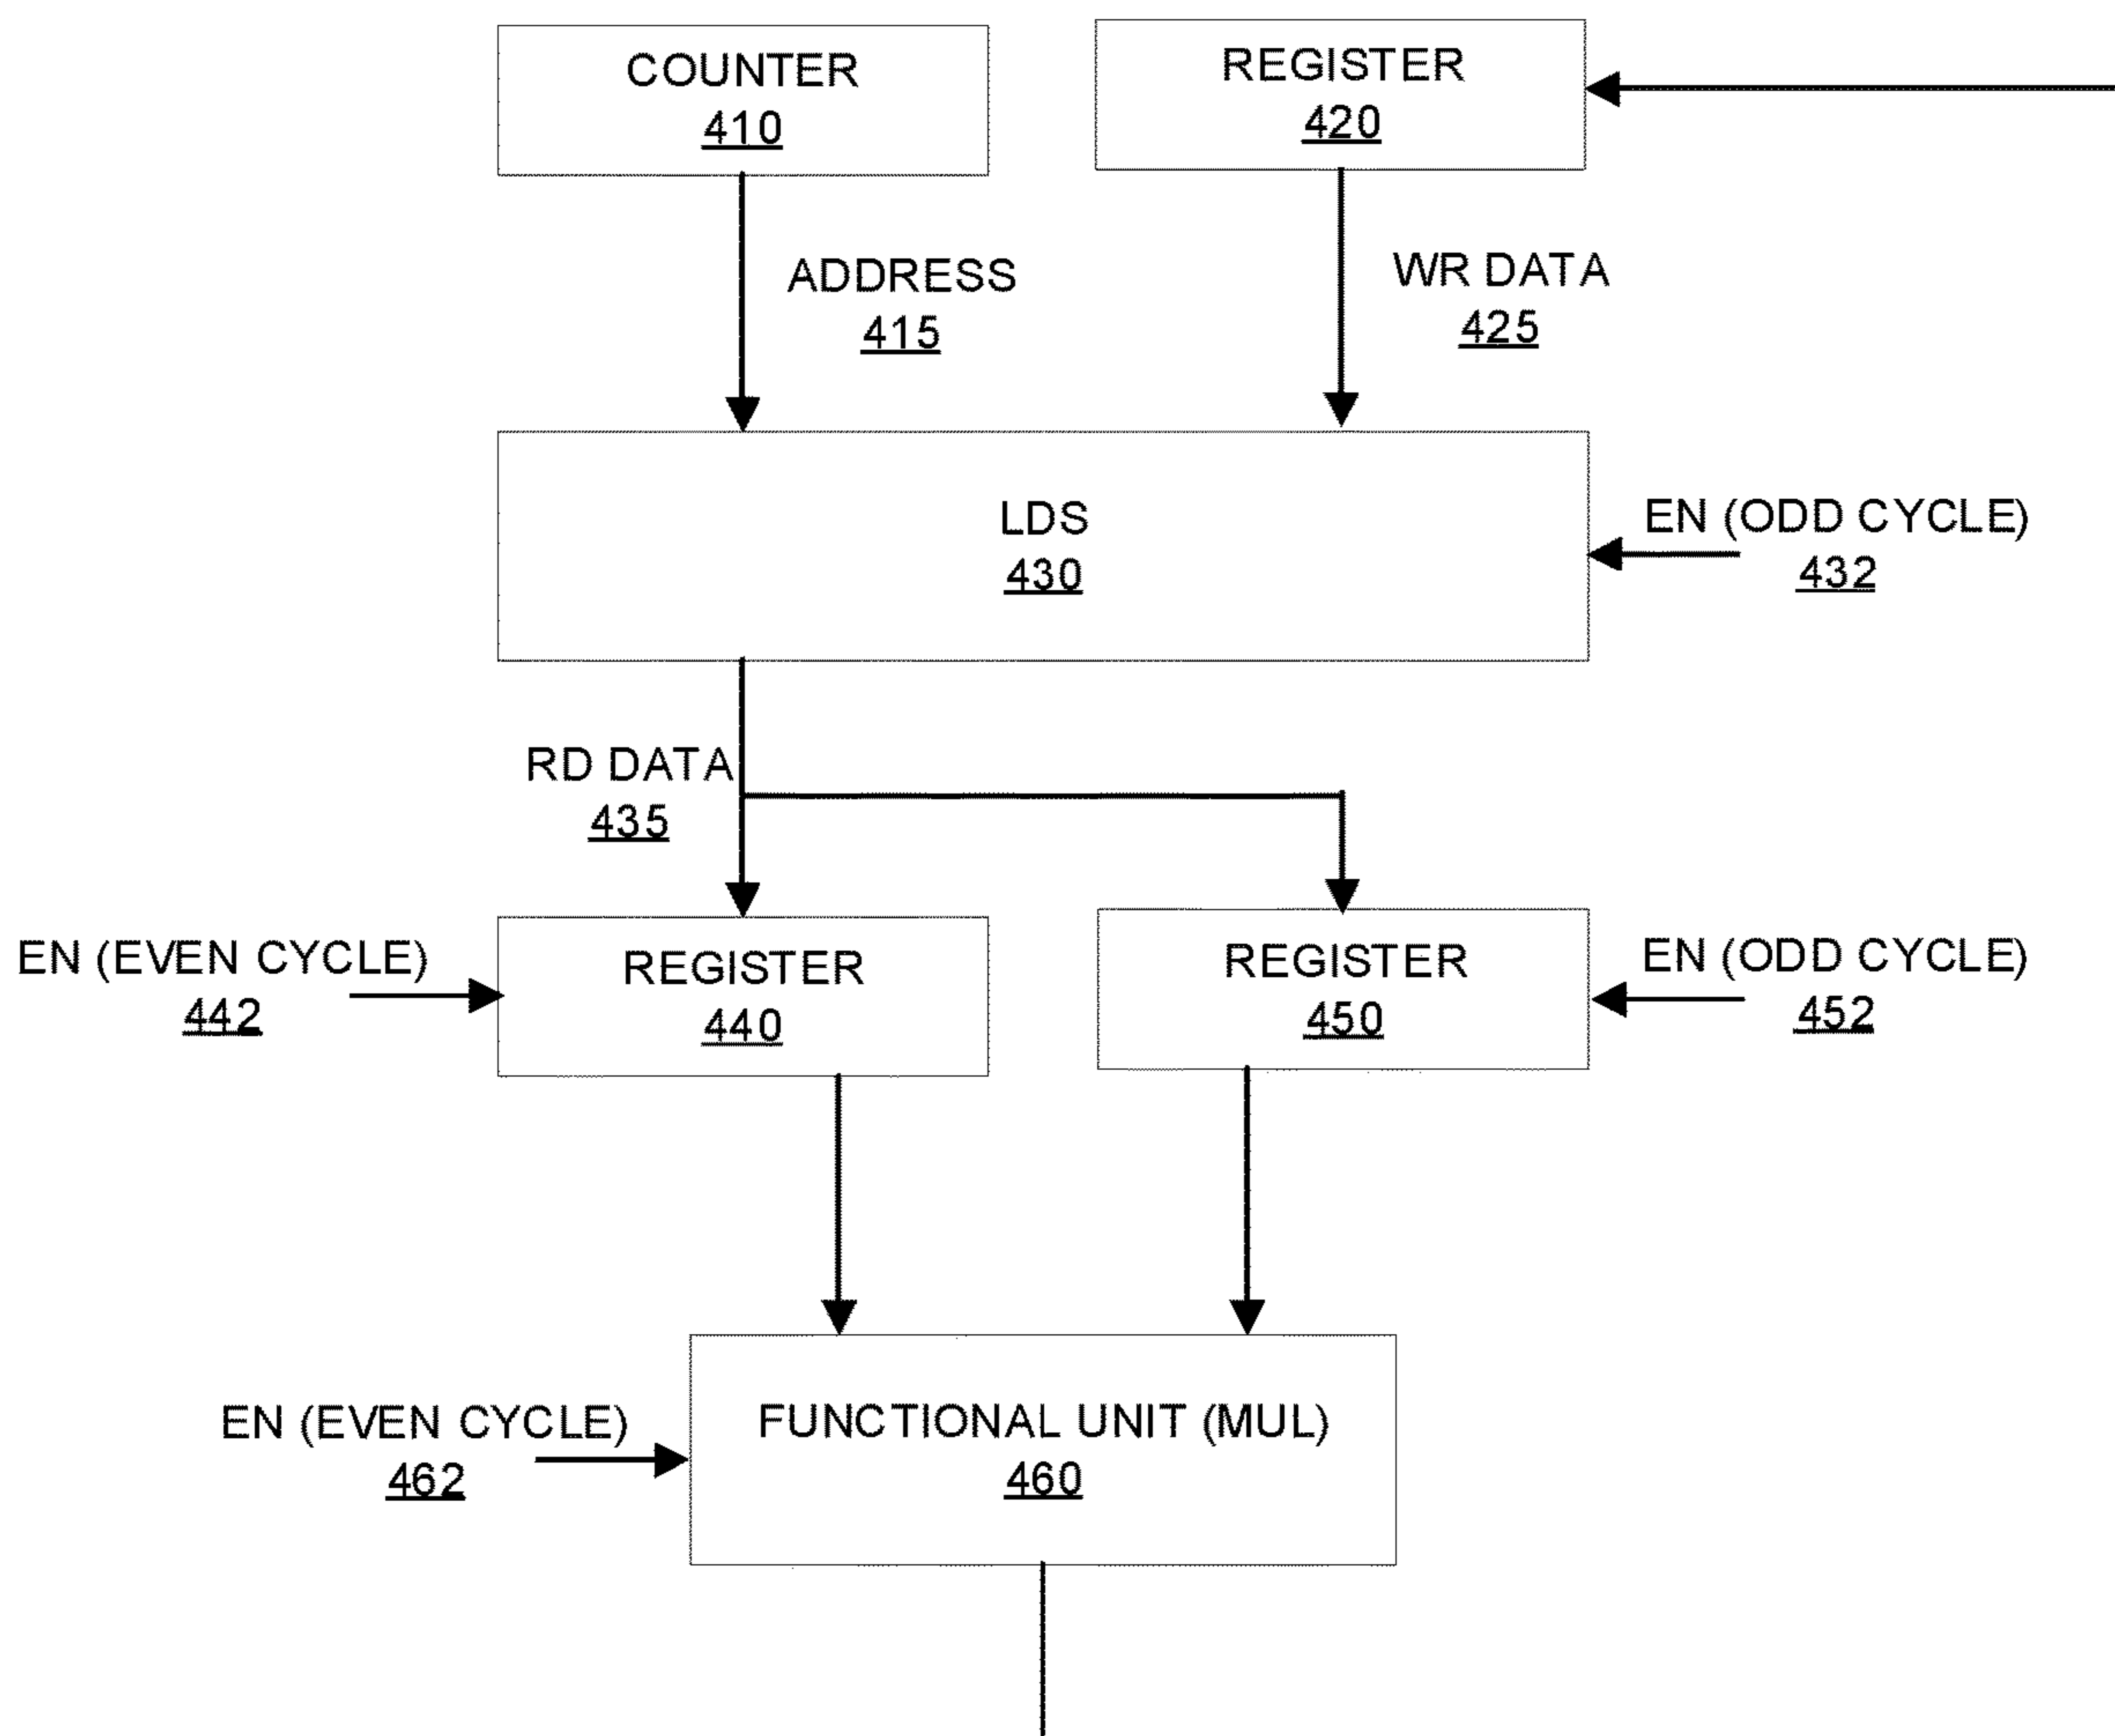 COUNTER
410
REGISTER
420
ADDRESS
415
WR DATA
425
LDS
430
EN (ODD CYCLE)
432
RD DATA
435
EN (EVEN CYCLE)
442
REGISTER
440
REGISTER
450
EN (ODD CYCLE)
452
EN (EVEN CYCLE)
462
FUNCTIONAL UNIT (MUL)
460